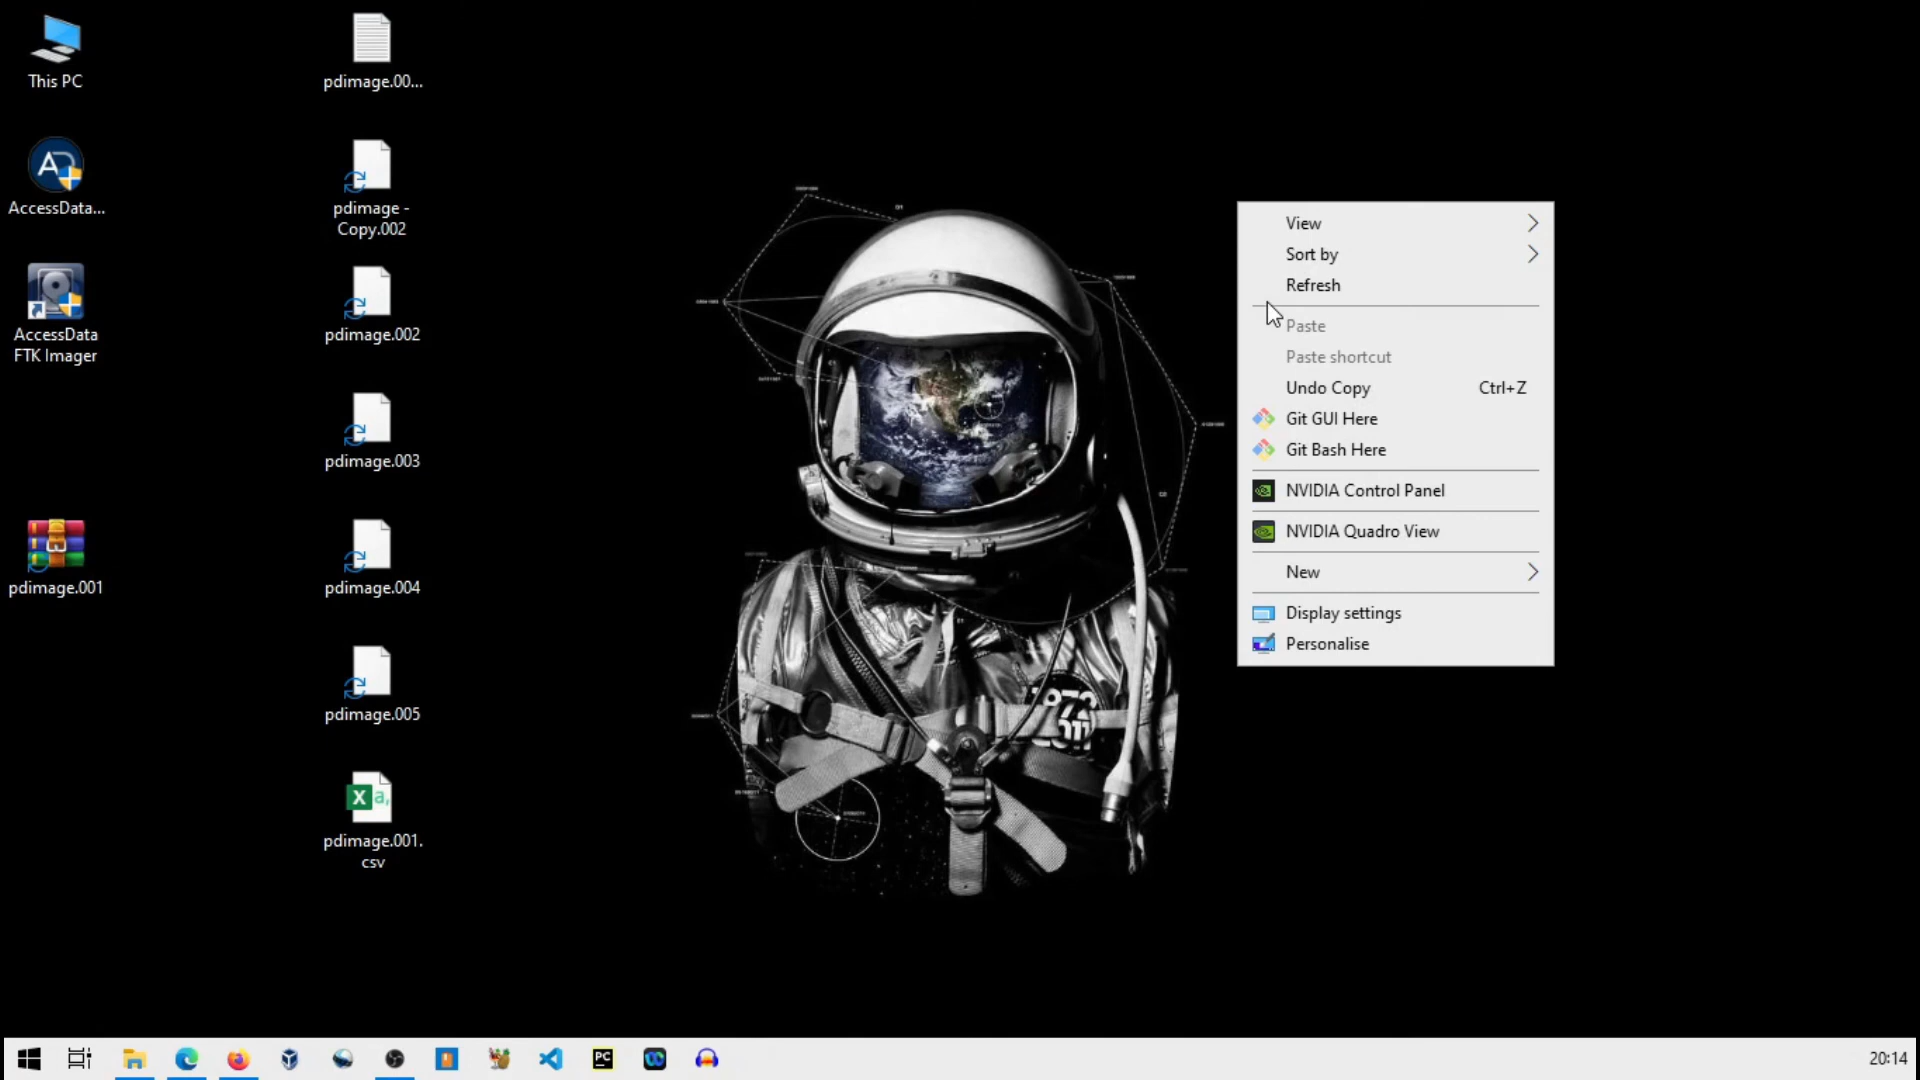 This PC
AccessData...
AccessData
FTK Imager
pdimage.001
pdimage.00...
pdimage -
Copy.002
pdimage.002
pdimage.003
pdimage.004
pdimage.005
pdimage.001.
csv
View
Sort by
Refresh
Paste
Paste shortcut
Undo Copy Ctrl+Z
Git GUI Here
Git Bash Here
NVIDIA Control Panel
NVIDIA Quadro View
New
Display settings
Personalise
20:14